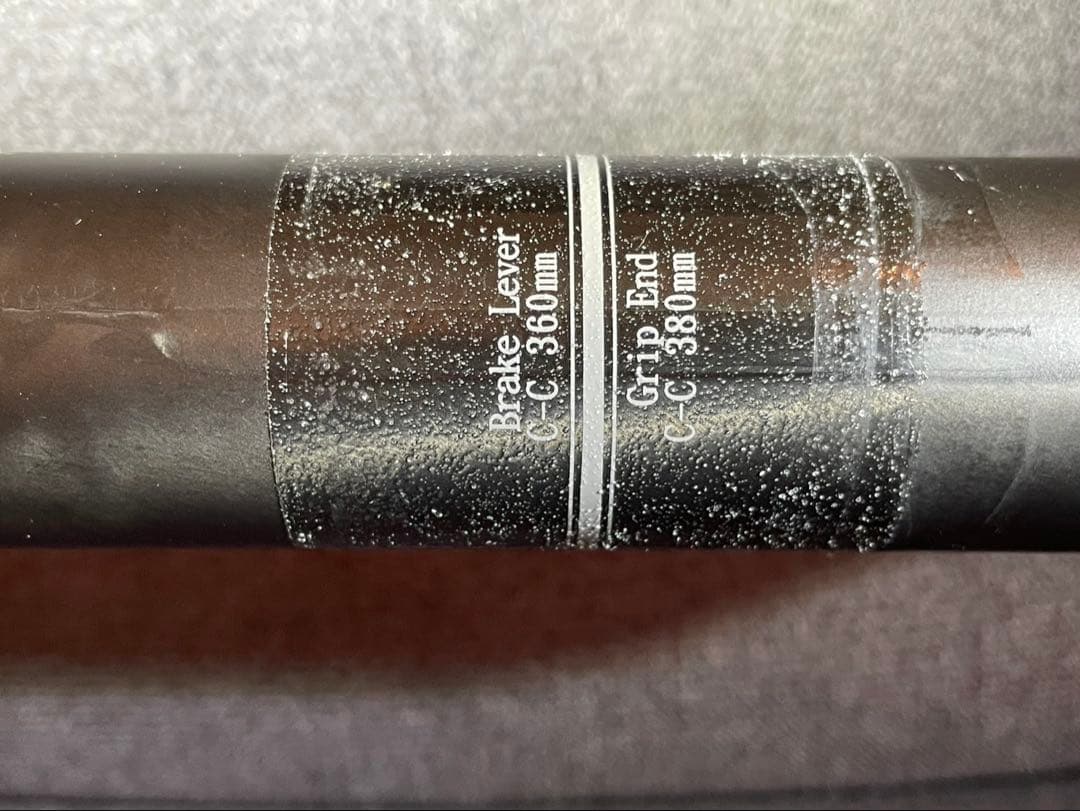 Brake Lever
C-C 360mm
Grip End
C-C 380mm